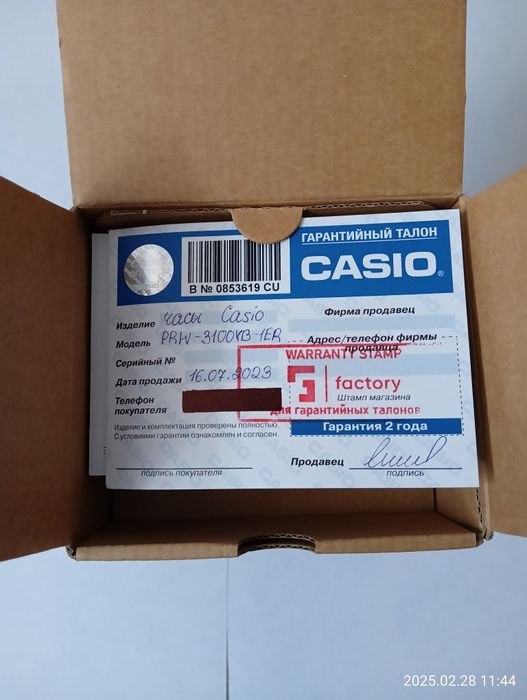 ГАРАНТИЙНЫЙ ТАЛОН
CASIO®
B № 0853619 CU
Изделие часы Casio
Фирма продавец
Модель PRW-3100YB-1ER
Адрес/телефон фирмы
продавца
Серийный №
WARRANTY STAMP
Дата продажи 16.07.2023
factory
Штамп магазина
Телефон
покупателя
для гарантийных талонов
Гарантия 2 года
Изделие и комплектация проверены полностью.
С условиями гарантии ознакомлен и согласен.
Продавец
подпись покупателя
подпись
2025.02.28 11:44